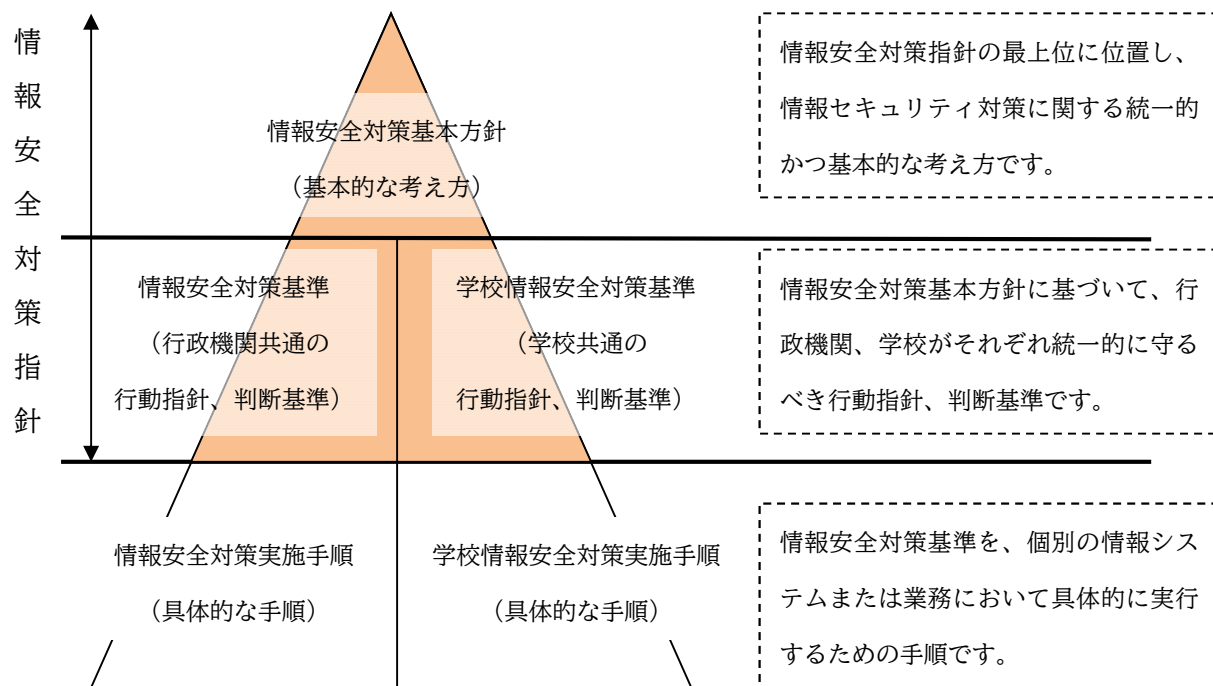 情報安全対策指針
情報安全対策基本方針
（基本的な考え方）
情報安全対策指針の最上位に位置し、
情報セキュリティ対策に関する統一的
かつ基本的な考え方です。
情報安全対策基準
（行政機関共通の
行動指針、判断基準）
学校情報安全対策基準
（学校共通の
行動指針、判断基準）
情報安全対策基本方針に基づいて、行
政機関、学校がそれぞれ統一的に守る
べき行動指針、判断基準です。
情報安全対策実施手順
（具体的な手順）
学校情報安全対策実施手順
（具体的な手順）
情報安全対策基準を、個別の情報シス
テムまたは業務において具体的に実行
するための手順です。